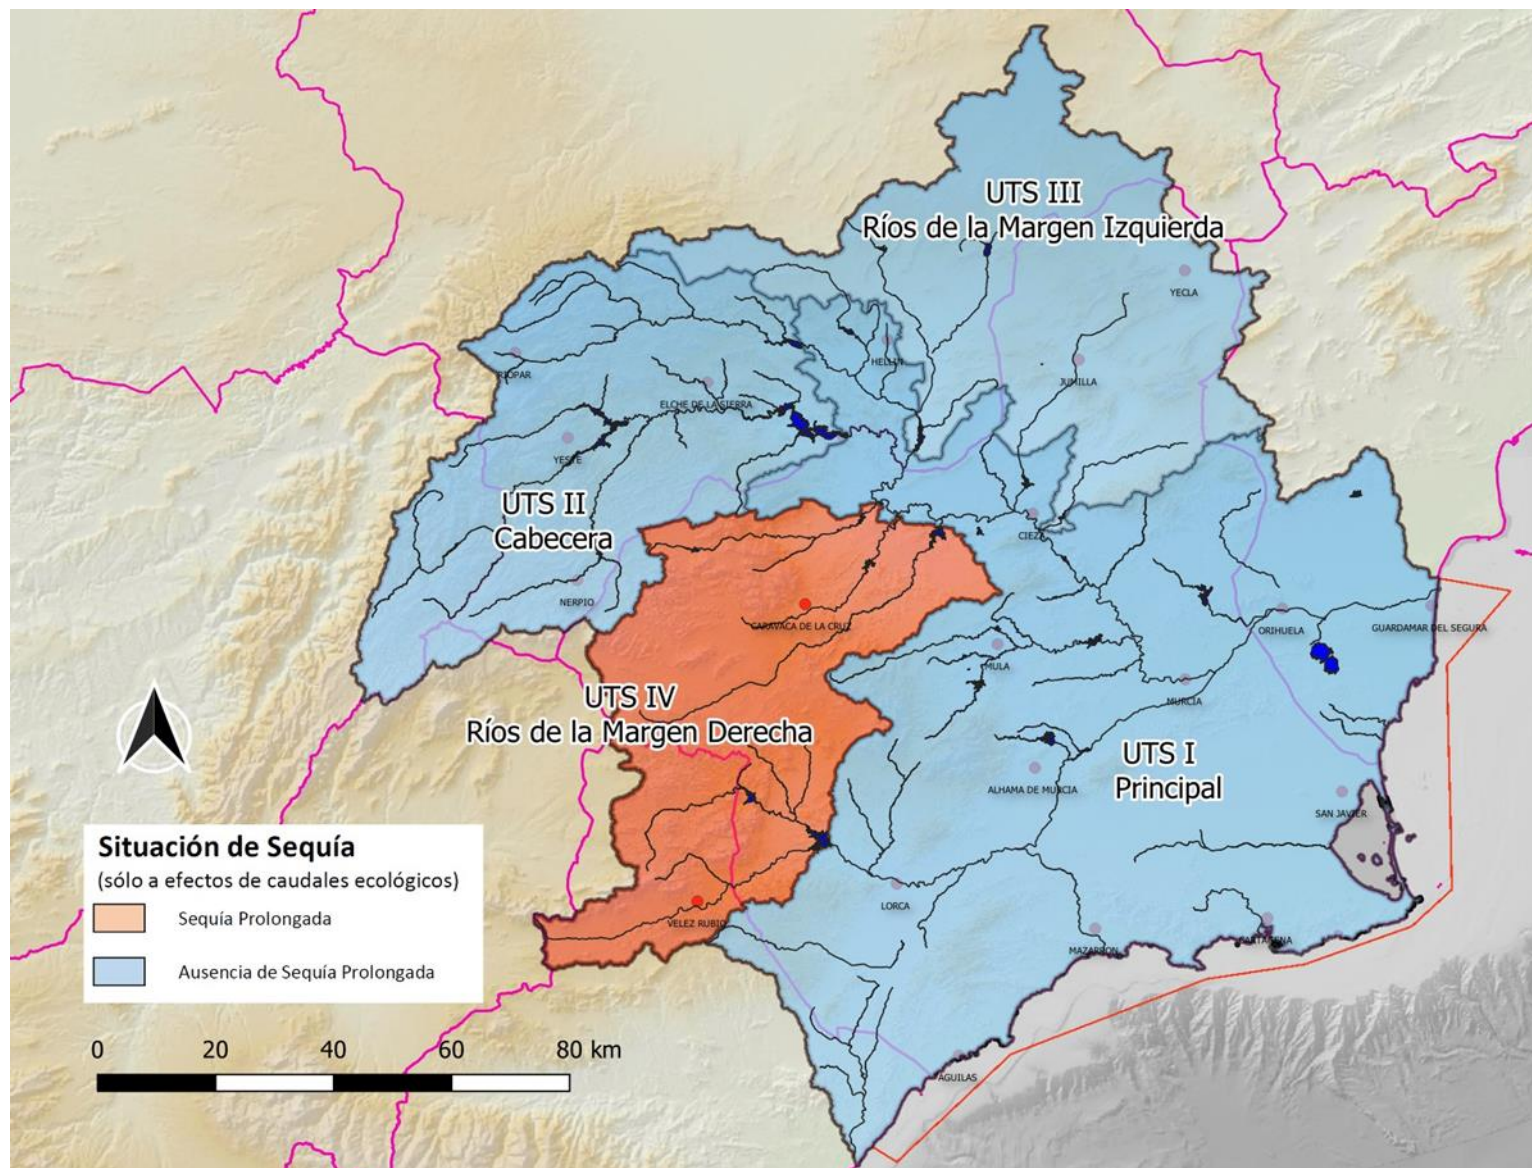 UTS III
Ríos de la Margen Izquierda
YECLA
HELLIN
RIOPAR
JUMILLA
ELCHE DE LA SIERRA
YESTE
UTS II
Cabecera
CIEZA
NERPIO
CARAVACA DE LA CRUZ
ORIHUELA
GUARDAMAR DEL SEGURA
MULA
UTS IV
Ríos de la Margen Derecha
MURCIA
UTS I
Principal
ALHAMA DE MURCIA
SAN JAVIER
Situación de Sequía
(sólo a efectos de caudales ecológicos)
Sequía Prolongada
Ausencia de Sequía Prolongada
LORCA
VELEZ RUBIO
CARTAGENA
MAZARRON
0 20 40 60 80 km
AGUILAS